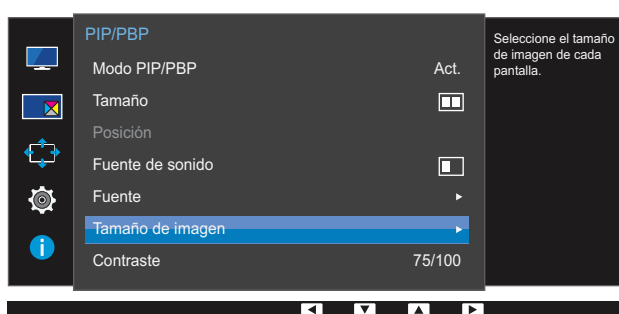 PIP/PBP
Modo PIP/PBP Act.
Tamaño
Posición
Fuente de sonido
Fuente
Tamaño de imagen
Contraste 75/100
Seleccione el tamaño
de imagen de cada
pantalla.